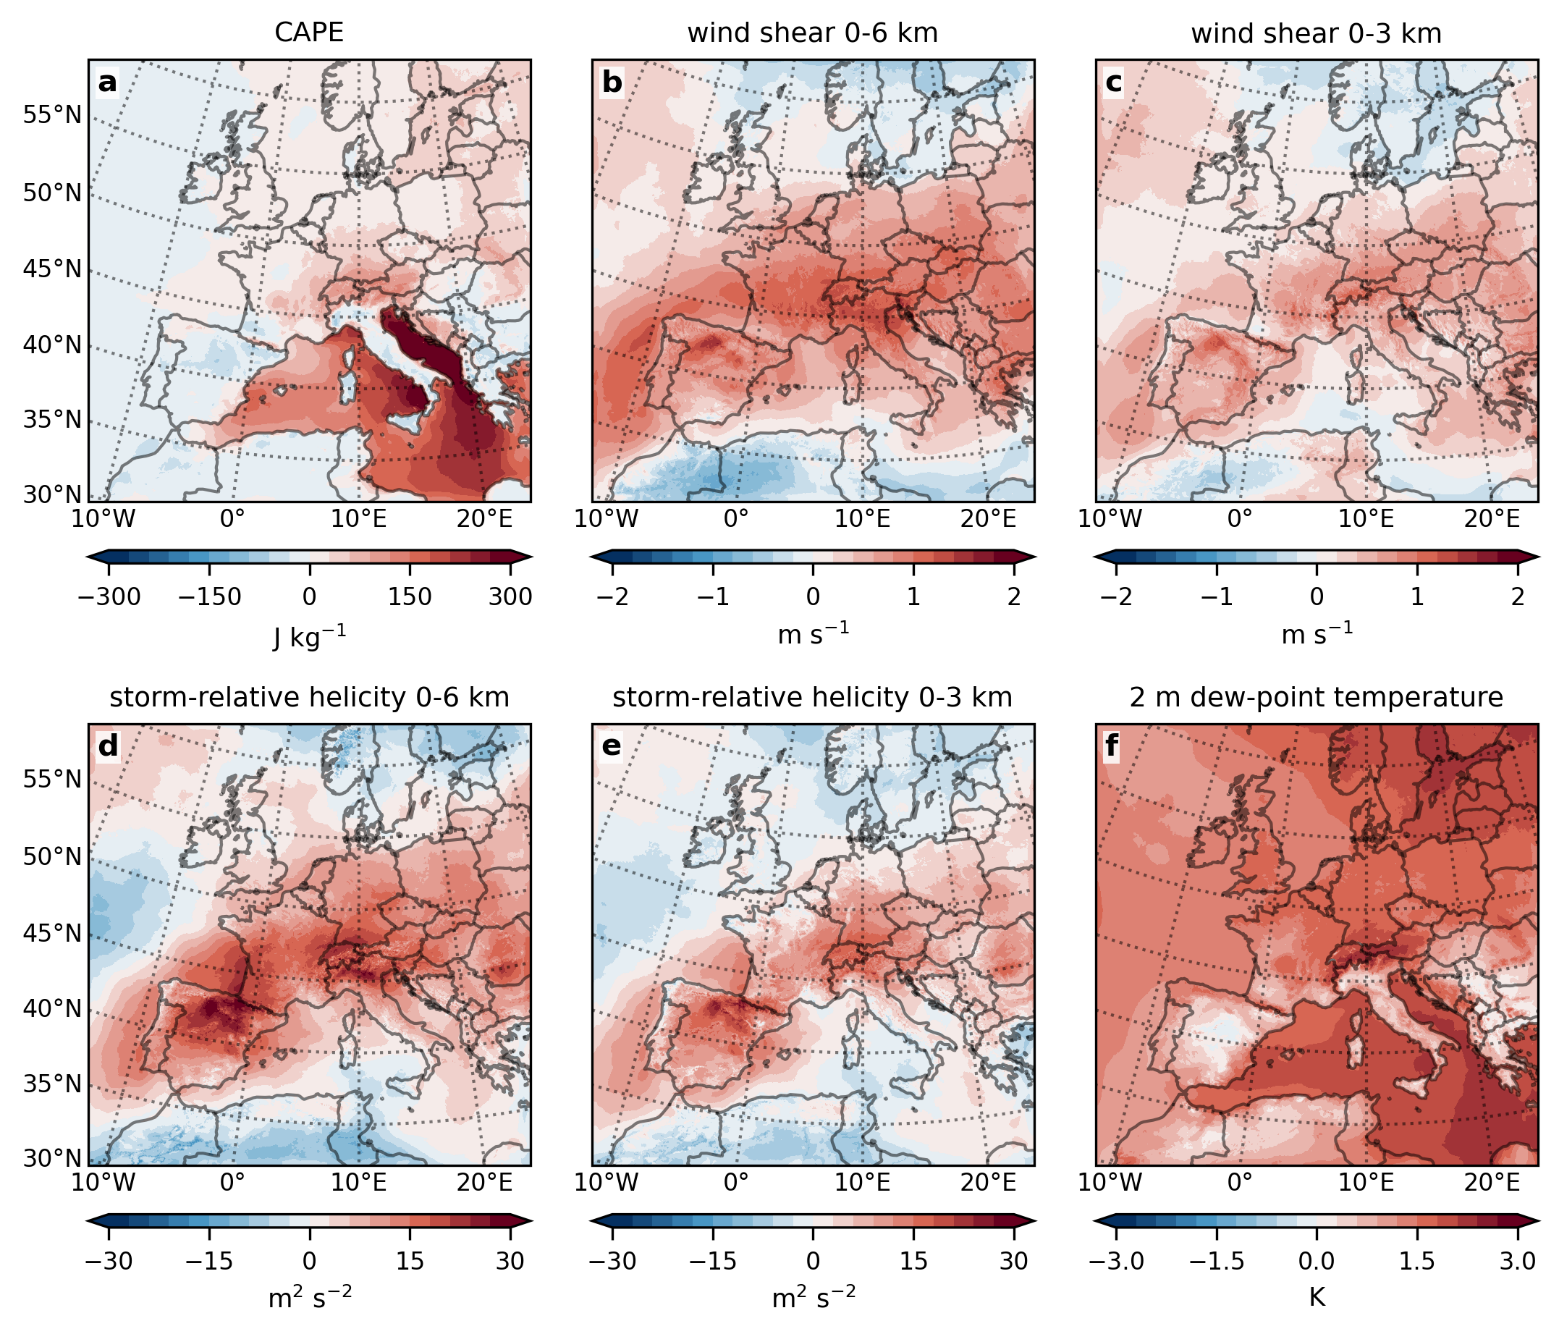 CAPE
wind shear 0-6 km
wind shear 0-3 km
a
b
c
55°N
50°N
45°N
40°N
35°N
30°N
10°W 0° 10°E 20°E
10°W 0° 10°E 20°E
10°W 0° 10°E 20°E
−300 −150 0 150 300
−2 −1 0 1 2
−2 −1 0 1 2
J kg⁻¹
m s⁻¹
m s⁻¹
storm-relative helicity 0-6 km
storm-relative helicity 0-3 km
2 m dew-point temperature
d
e
f
55°N
50°N
45°N
40°N
35°N
30°N
10°W 0° 10°E 20°E
10°W 0° 10°E 20°E
10°W 0° 10°E 20°E
−30 −15 0 15 30
−30 −15 0 15 30
−3.0 −1.5 0.0 1.5 3.0
m² s⁻²
m² s⁻²
K